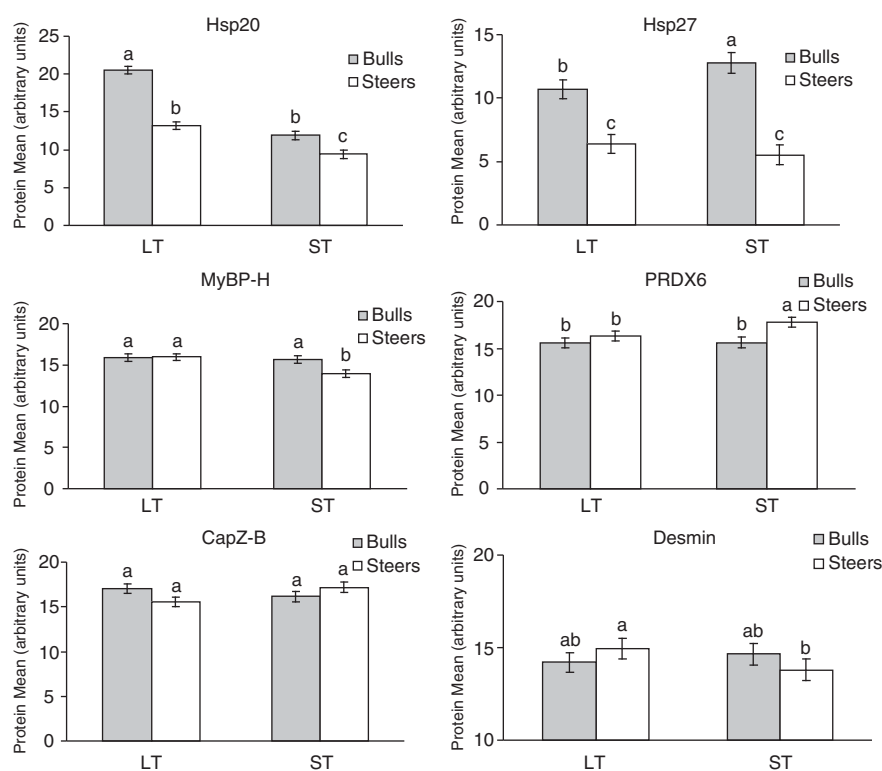 Hsp20
Protein Mean (arbitrary units)
25
20
15
10
5
0
Bulls
Steers
a
b
b
c
LT
ST
Hsp27
Protein Mean (arbitrary units)
15
10
5
0
Bulls
Steers
b
c
a
c
LT
ST
MyBP-H
Protein Mean (arbitrary units)
20
15
10
5
0
Bulls
Steers
a
a
a
b
LT
ST
PRDX6
Protein Mean (arbitrary units)
20
15
10
5
0
Bulls
Steers
b
b
b
a
LT
ST
CapZ-B
Protein Mean (arbitrary units)
20
15
10
5
0
Bulls
Steers
a
a
a
a
LT
ST
Desmin
Protein Mean (arbitrary units)
20
15
10
Bulls
Steers
ab
a
ab
b
LT
ST